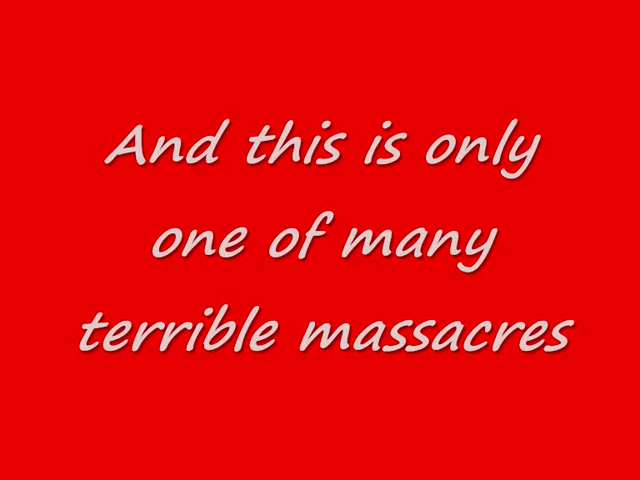 And this is only
one of many
terrible massacres